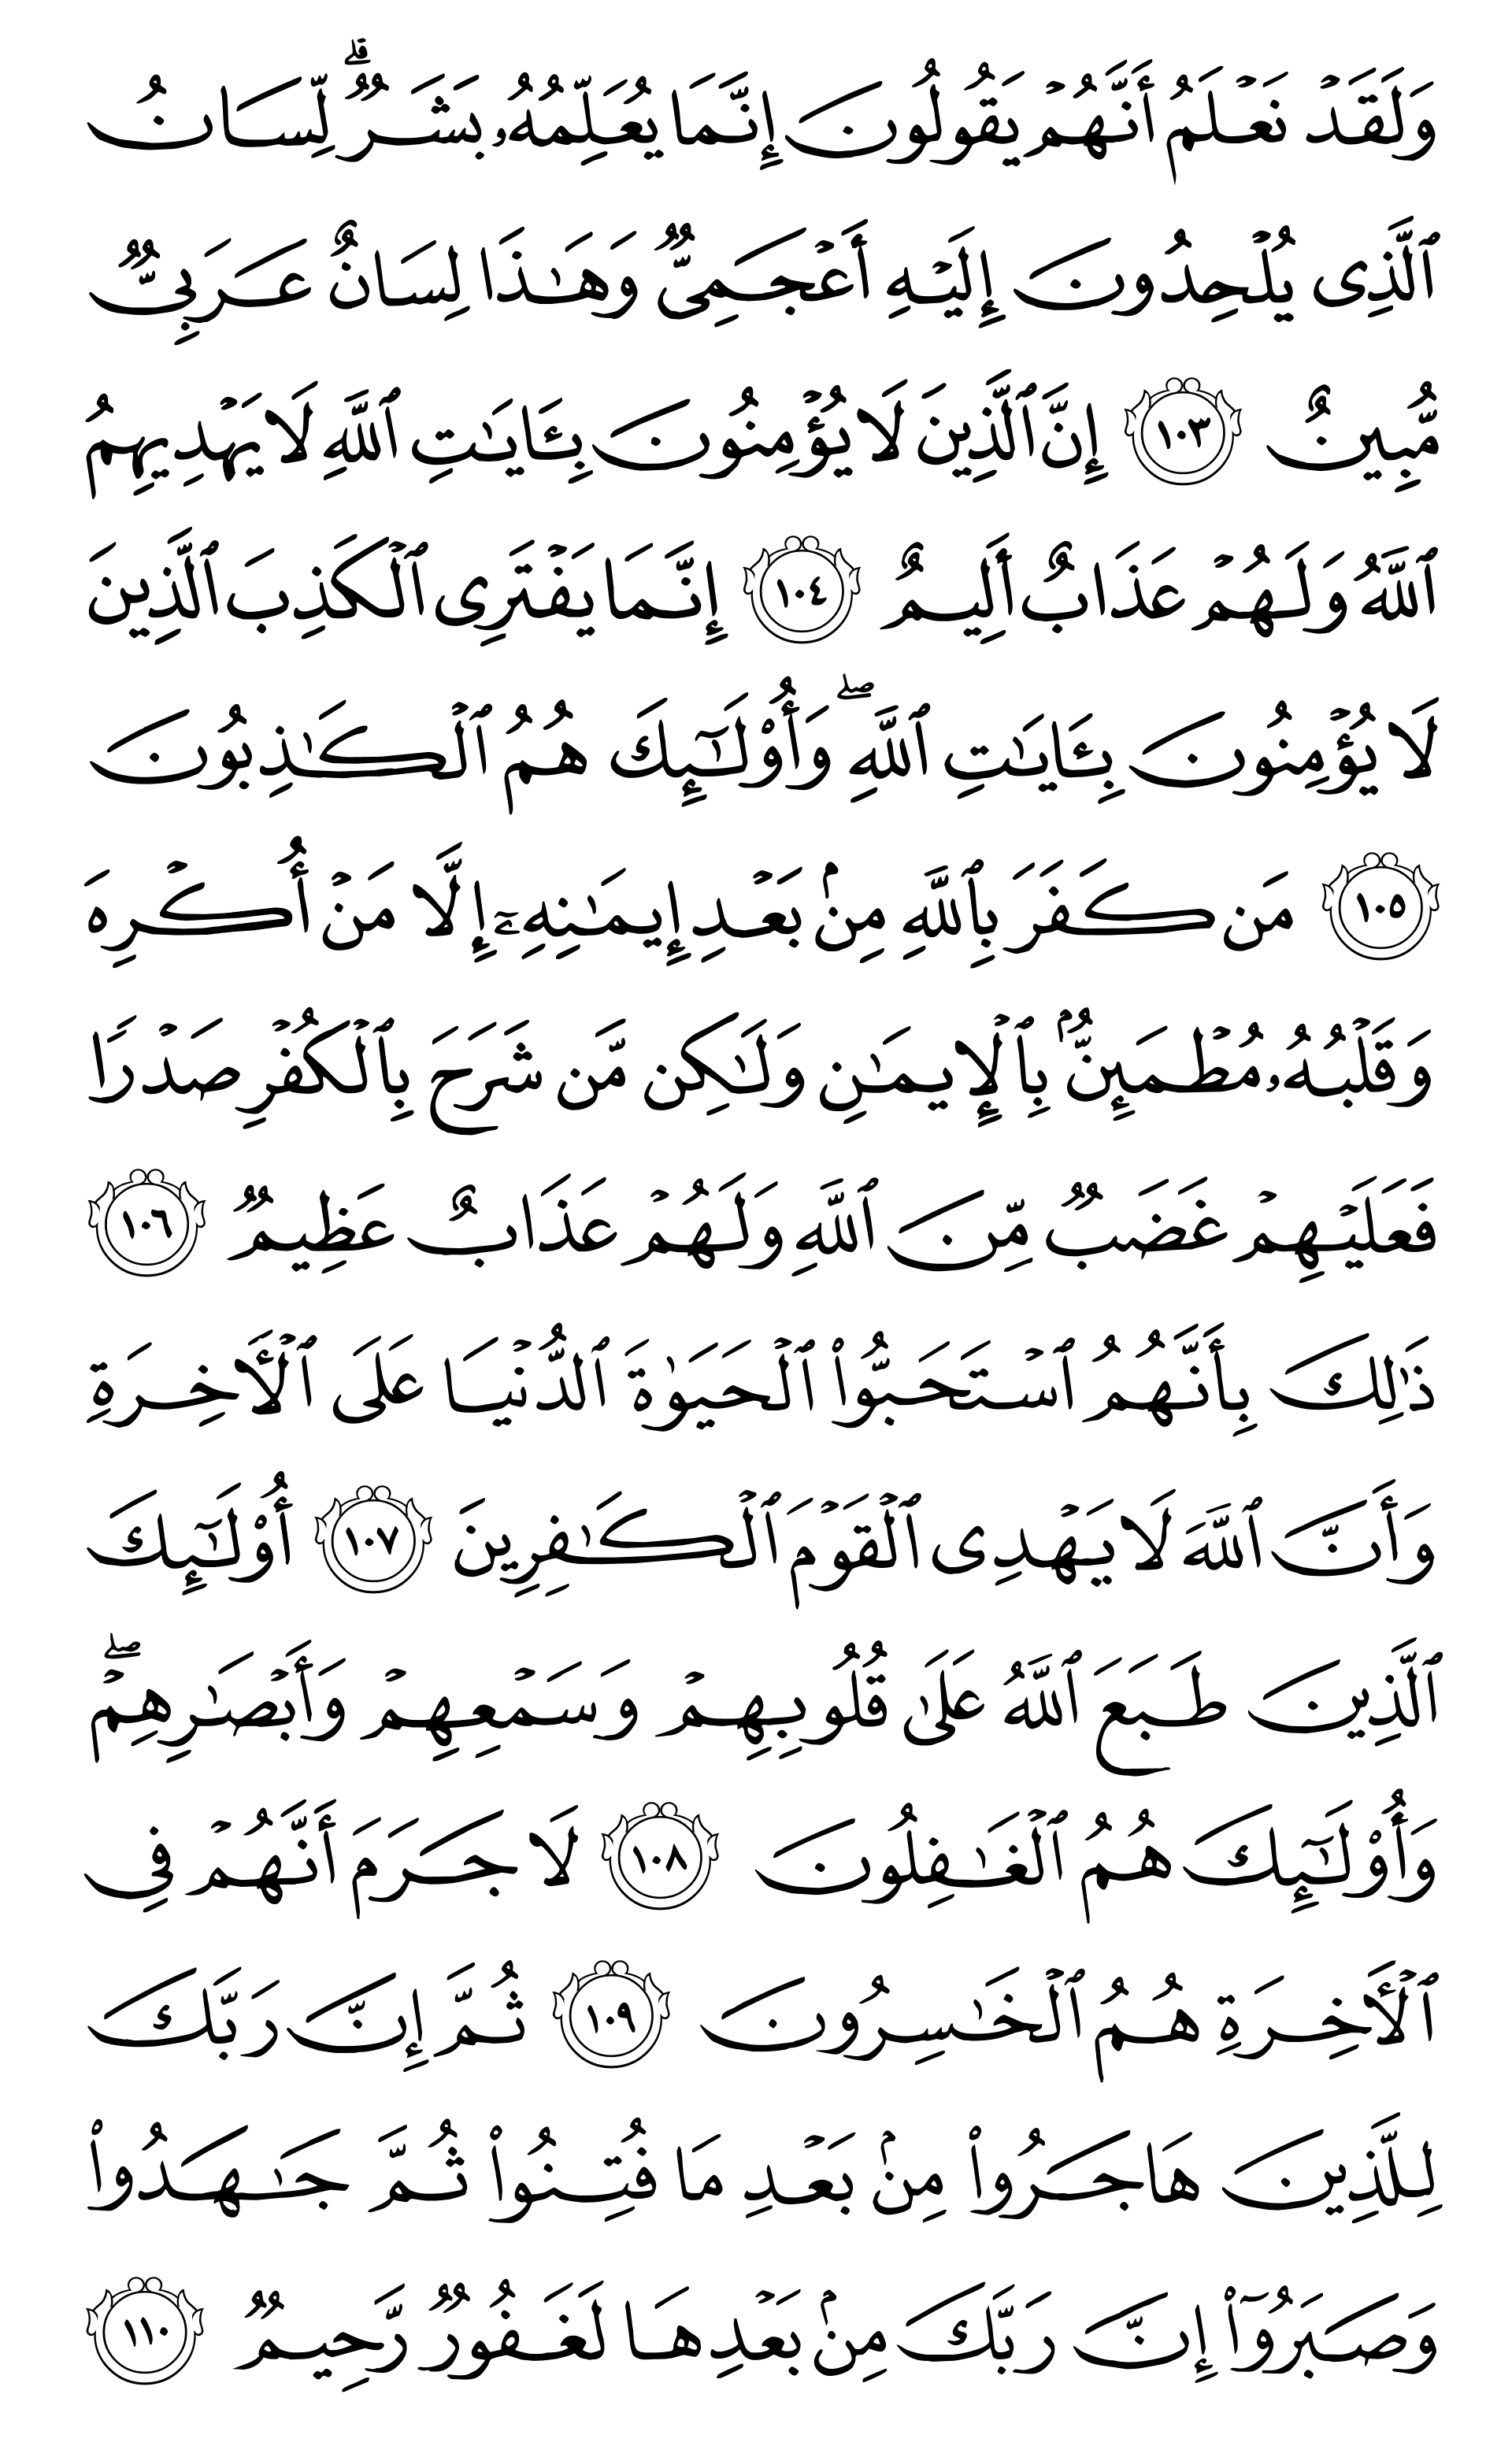 وَلَقَدۡ نَعۡلَمُ أَنَّهُمۡ يَقُولُونَ إِنَّمَا يُعَلِّمُهُۥ بَشَرٞۗ لِّسَانُ
ٱلَّذِي يُلۡحِدُونَ إِلَيۡهِ أَعۡجَمِيّٞ وَهَٰذَا لِسَانٌ عَرَبِيّٞ
مُّبِينٌ ١٠٣ إِنَّ ٱلَّذِينَ لَا يُؤۡمِنُونَ بِـَٔايَٰتِ ٱللَّهِ لَا يَهۡدِيهِمُ
ٱللَّهُ وَلَهُمۡ عَذَابٌ أَلِيمٌ ١٠٤ إِنَّمَا يَفۡتَرِي ٱلۡكَذِبَ ٱلَّذِينَ
لَا يُؤۡمِنُونَ بِـَٔايَٰتِ ٱللَّهِۖ وَأُوْلَٰٓئِكَ هُمُ ٱلۡكَٰذِبُونَ
١٠٥ مَن كَفَرَ بِٱللَّهِ مِنۢ بَعۡدِ إِيمَٰنِهِۦٓ إِلَّا مَنۡ أُكۡرِهَ
وَقَلۡبُهُۥ مُطۡمَئِنُّۢ بِٱلۡإِيمَٰنِ وَلَٰكِن مَّن شَرَحَ بِٱلۡكُفۡرِ صَدۡرٗا
فَعَلَيۡهِمۡ غَضَبٞ مِّنَ ٱللَّهِ وَلَهُمۡ عَذَابٌ عَظِيمٞ ١٠٦
ذَٰلِكَ بِأَنَّهُمُ ٱسۡتَحَبُّواْ ٱلۡحَيَوٰةَ ٱلدُّنۡيَا عَلَى ٱلۡأٓخِرَةِ
وَأَنَّ ٱللَّهَ لَا يَهۡدِي ٱلۡقَوۡمَ ٱلۡكَٰفِرِينَ ١٠٧ أُوْلَٰٓئِكَ
ٱلَّذِينَ طَبَعَ ٱللَّهُ عَلَىٰ قُلُوبِهِمۡ وَسَمۡعِهِمۡ وَأَبۡصَٰرِهِمۡۖ
وَأُوْلَٰٓئِكَ هُمُ ٱلۡغَٰفِلُونَ ١٠٨ لَا جَرَمَ أَنَّهُمۡ فِي
ٱلۡأٓخِرَةِ هُمُ ٱلۡخَٰسِرُونَ ١٠٩ ثُمَّ إِنَّ رَبَّكَ
لِلَّذِينَ هَاجَرُواْ مِنۢ بَعۡدِ مَا فُتِنُواْ ثُمَّ جَٰهَدُواْ
وَصَبَرُوٓاْ إِنَّ رَبَّكَ مِنۢ بَعۡدِهَا لَغَفُورٞ رَّحِيمٞ ١١٠